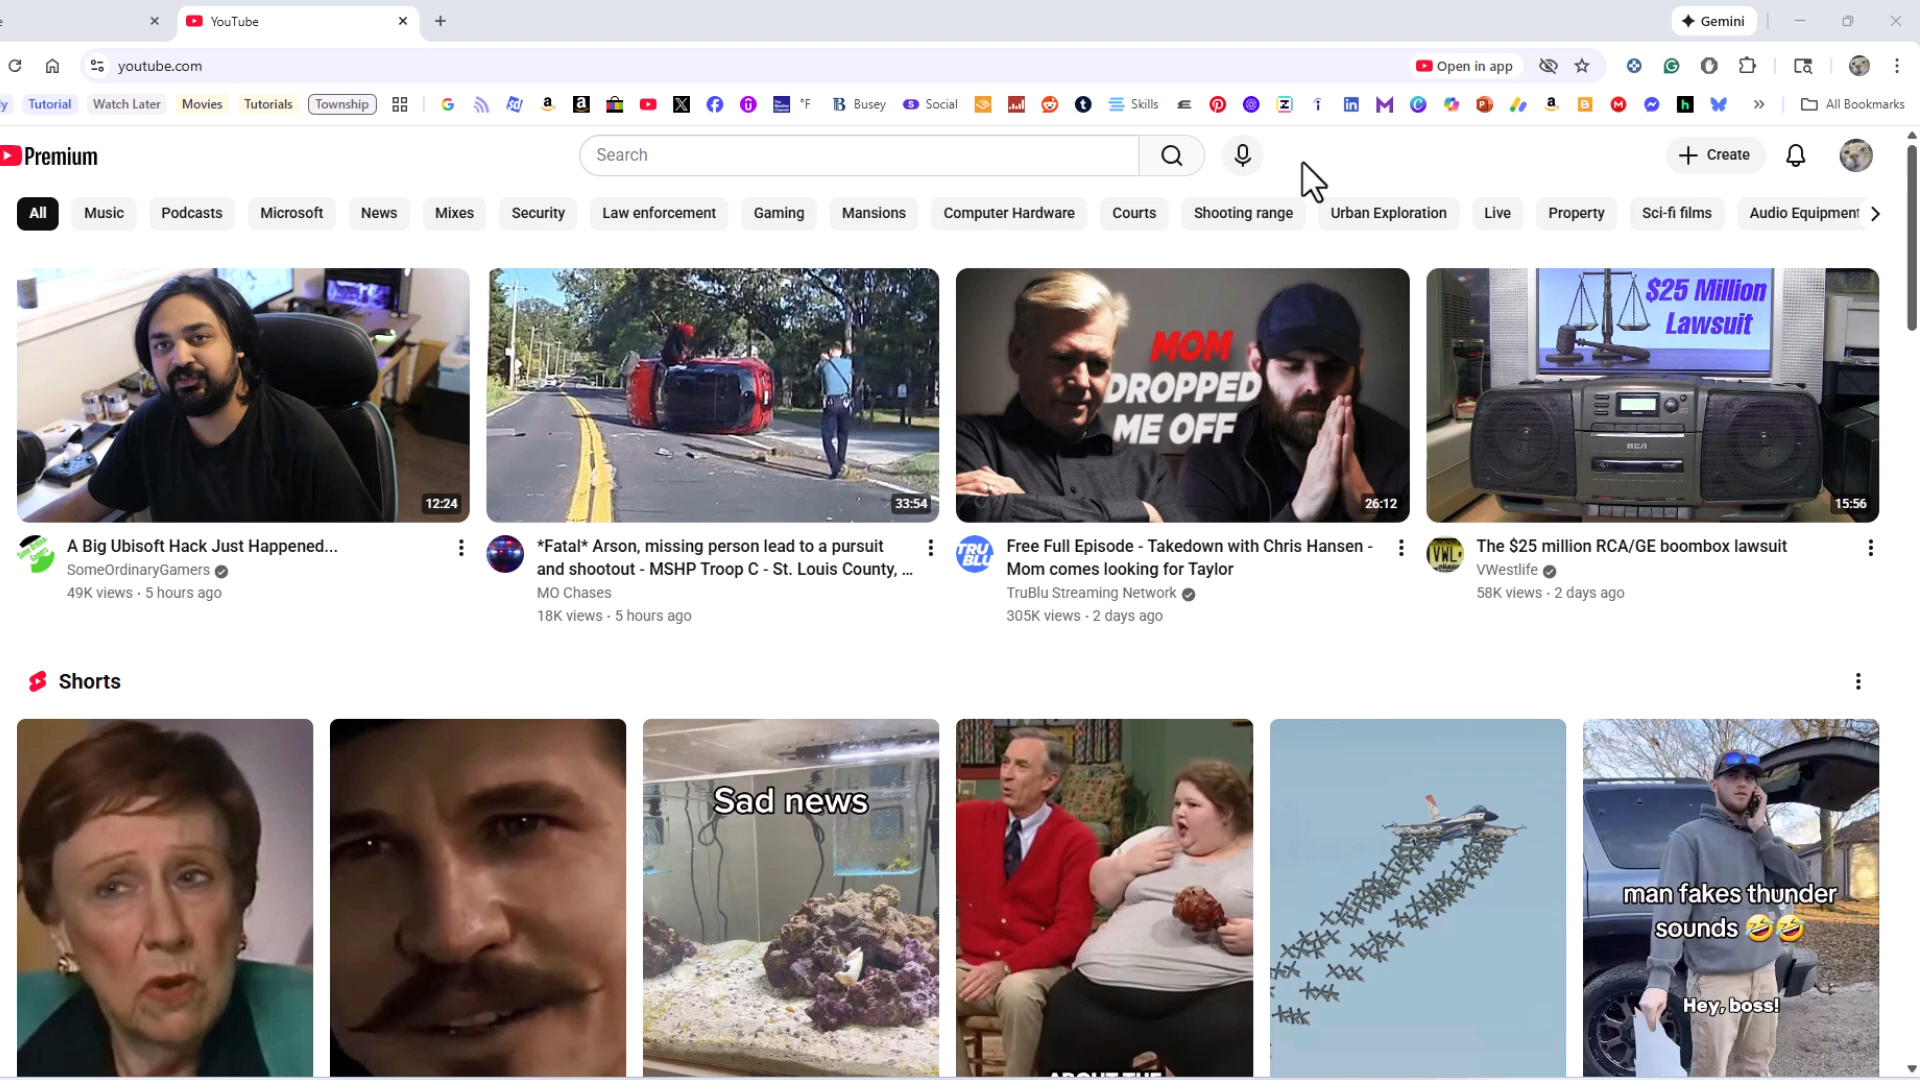 YouTube
Gemini
youtube.com
Open in app
Tutorial
Watch Later
Movies
Tutorials
Township
°F
Busey
Social
Skills
All Bookmarks
Premium
Search
Create
All
Music
Podcasts
Microsoft
News
Mixes
Security
Law enforcement
Gaming
Mansions
Computer Hardware
Courts
Shooting range
Urban Exploration
Live
Property
Sci-fi films
Audio Equipment
MOM
DROPPED
ME OFF
$25 Million
Lawsuit
RCA
12:24
33:54
26:12
15:56
A Big Ubisoft Hack Just Happened...
SomeOrdinaryGamers
49K views · 5 hours ago
*Fatal* Arson, missing person lead to a pursuit
and shootout - MSHP Troop C - St. Louis County, ...
MO Chases
18K views · 5 hours ago
TRU
BLU
Free Full Episode - Takedown with Chris Hansen -
Mom comes looking for Taylor
TruBlu Streaming Network
305K views · 2 days ago
VWL
The $25 million RCA/GE boombox lawsuit
VWestlife
58K views · 2 days ago
Shorts
Sad news
ABOUT THE
man fakes thunder
sounds 🤣🤣
Hey, boss!